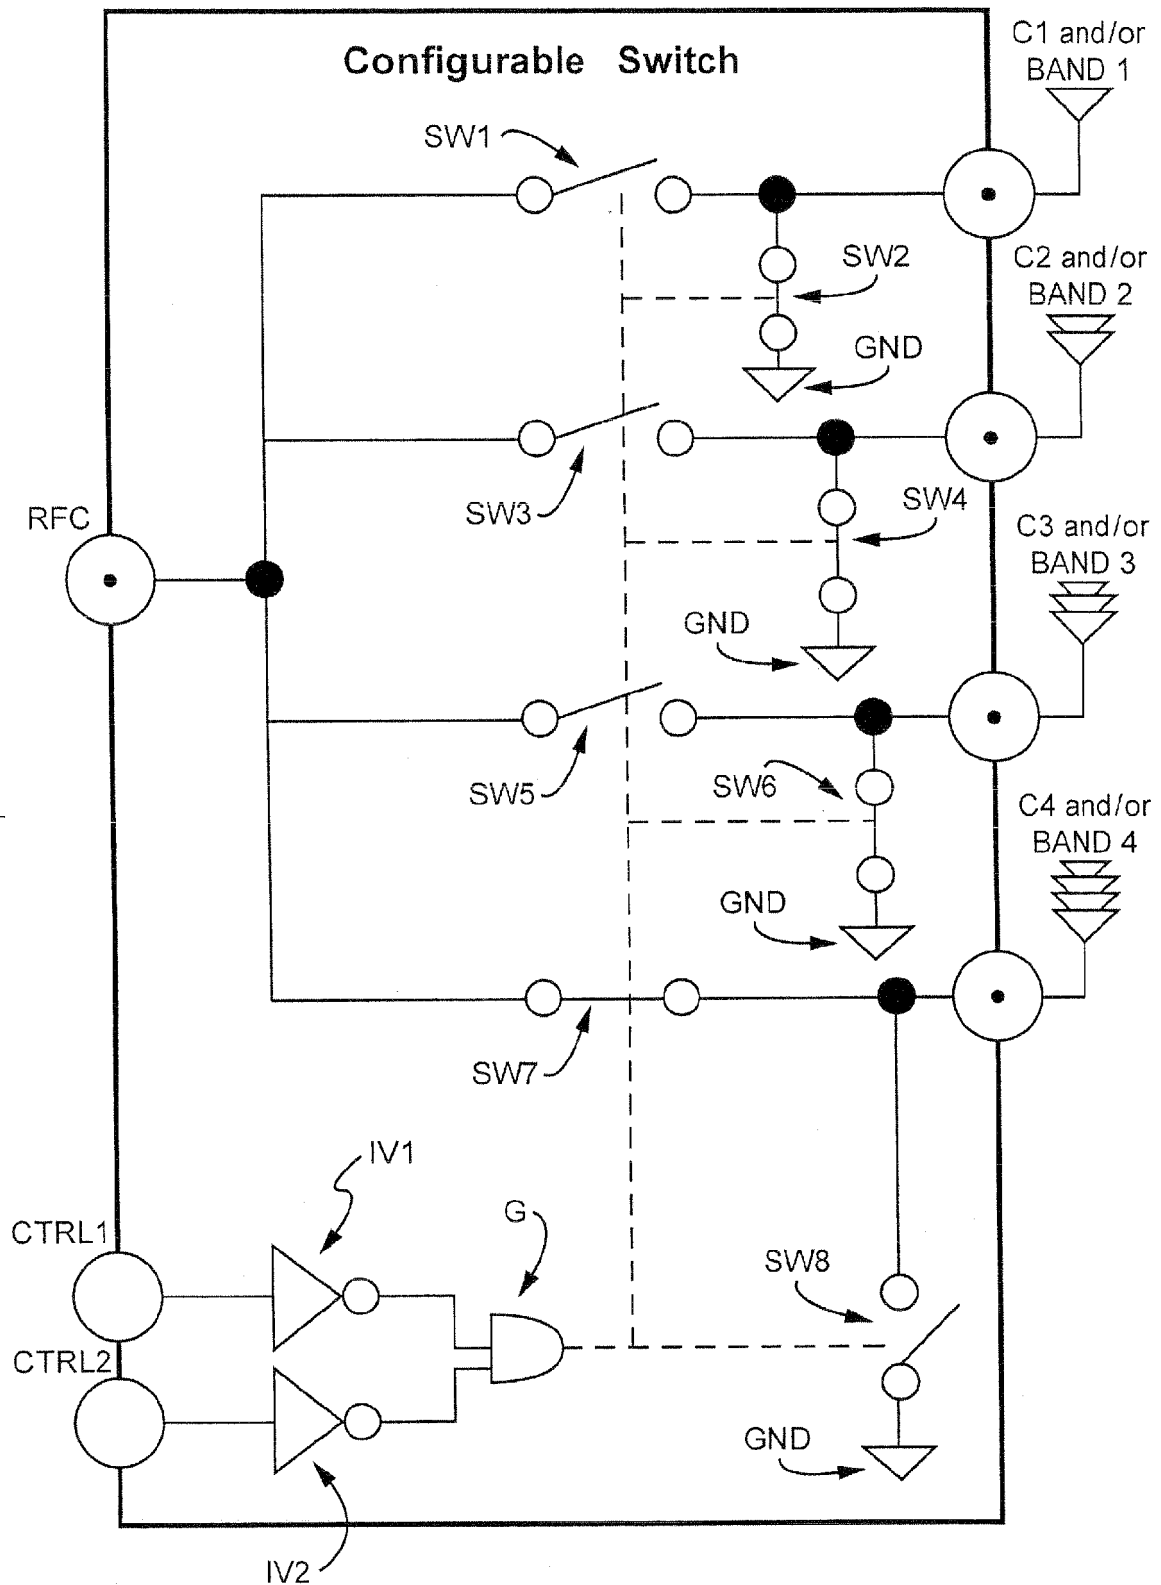 Configurable Switch
C1 and/or
BAND 1
SW1
SW2
C2 and/or
BAND 2
GND
SW3
SW4
RFC
C3 and/or
BAND 3
GND
SW5
SW6
C4 and/or
BAND 4
GND
SW7
IV1
G
CTRL1
SW8
CTRL2
GND
IV2